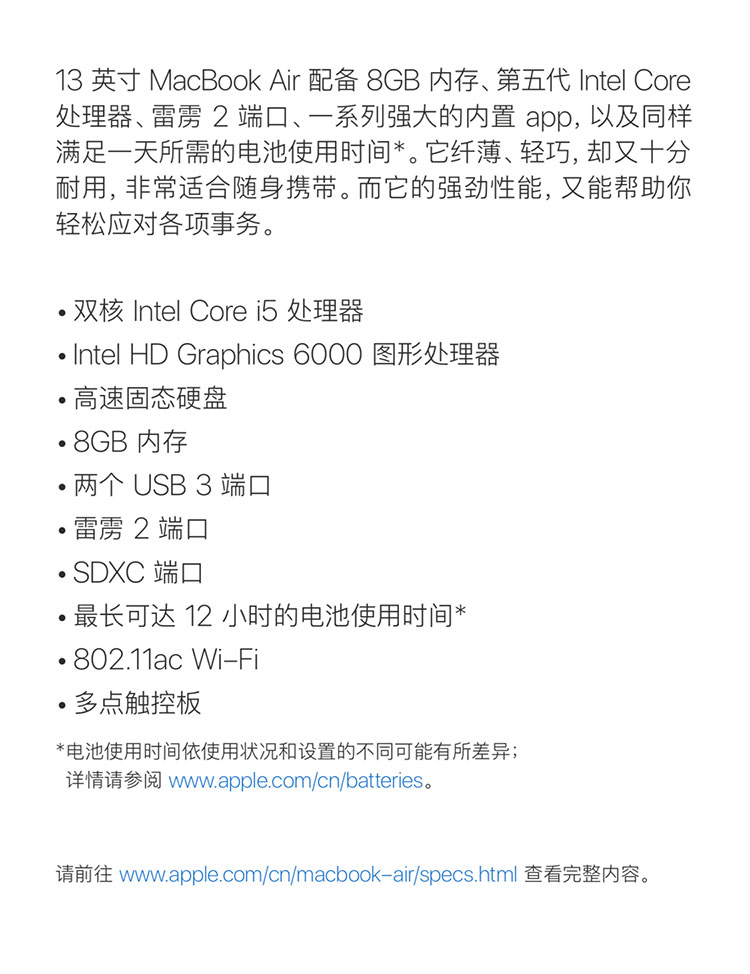 13 英寸 MacBook Air 配备 8GB 内存、第五代 Intel Core
处理器、雷雳 2 端口、一系列强大的内置 app, 以及同样
满足一天所需的电池使用时间*。它纤薄、轻巧, 却又十分
耐用, 非常适合随身携带。而它的强劲性能, 又能帮助你
轻松应对各项事务。
• 双核 Intel Core i5 处理器
• Intel HD Graphics 6000 图形处理器
• 高速固态硬盘
• 8GB 内存
• 两个 USB 3 端口
• 雷雳 2 端口
• SDXC 端口
• 最长可达 12 小时的电池使用时间*
• 802.11ac Wi–Fi
• 多点触控板
*电池使用时间依使用状况和设置的不同可能有所差异;
详情请参阅 www.apple.com/cn/batteries。
请前往 www.apple.com/cn/macbook–air/specs.html 查看完整内容。